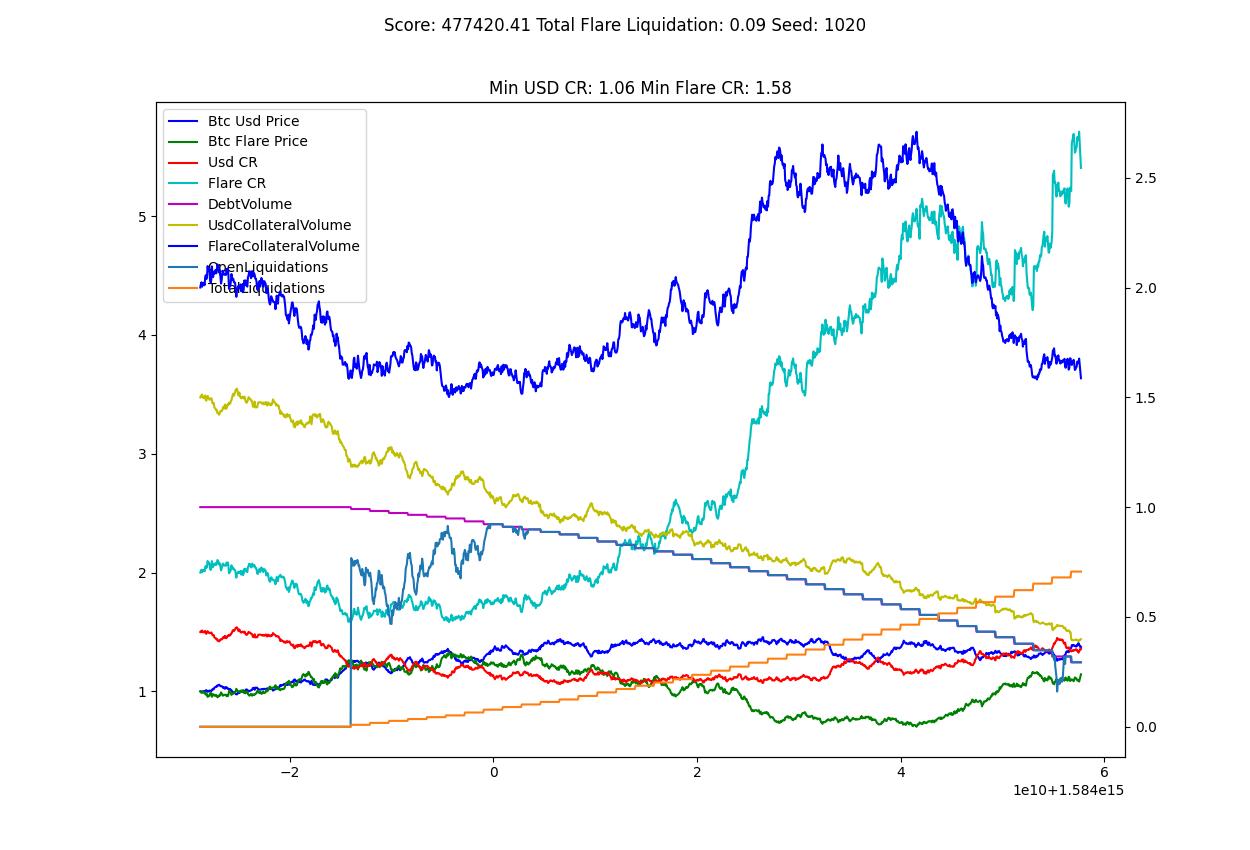 Score: 477420.41 Total Flare Liquidation: 0.09 Seed: 1020
Min USD CR: 1.06 Min Flare CR: 1.58
Btc Usd Price
Btc Flare Price
Usd CR
Flare CR
DebtVolume
UsdCollateralVolume
FlareCollateralVolume
OpenLiquidations
TotalLiquidations
5
4
3
2
1
2.5
2.0
1.5
1.0
0.5
0.0
−2 0 2 4 6
1e10+1.584e15